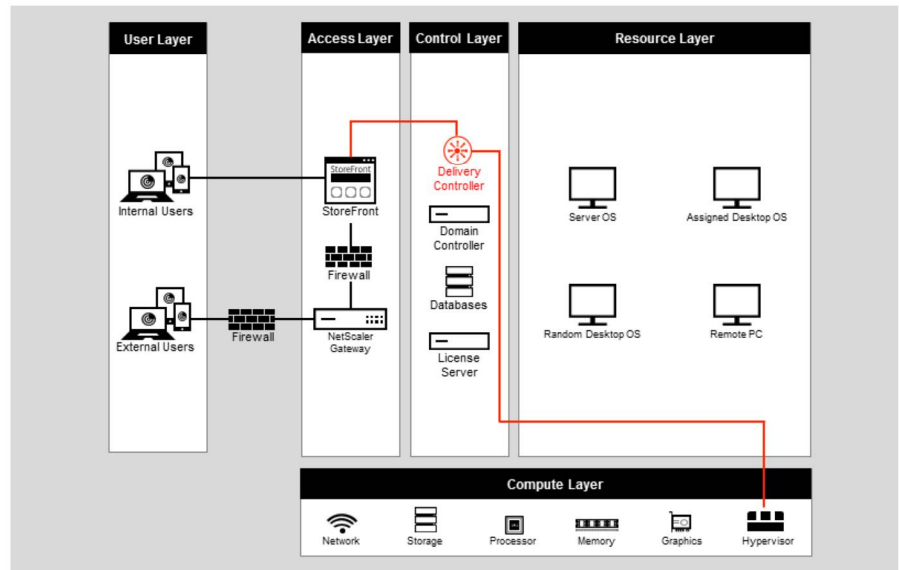 User Layer
Access Layer
Control Layer
Resource Layer
StoreFront
Internal Users
StoreFront
Delivery
Controller
Server OS
Assigned Desktop OS
Domain
Controller
Firewall
Databases
External Users
Firewall
NetScaler
Gateway
Random Desktop OS
Remote PC
License
Server
Compute Layer
Network
Storage
Processor
Memory
Graphics
Hypervisor